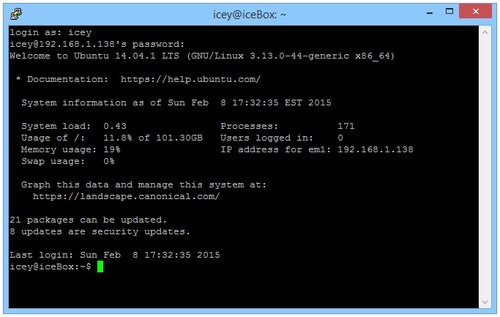 icey@iceBox: ~
login as: icey
icey@192.168.1.138's password:
Welcome to Ubuntu 14.04.1 LTS (GNU/Linux 3.13.0-44-generic x86_64)
* Documentation:  https://help.ubuntu.com/
System information as of Sun Feb  8 17:32:35 EST 2015
System load:  0.43               Processes:           171
Usage of /:   11.8% of 101.30GB   Users logged in:     0
Memory usage: 19%                IP address for em1: 192.168.1.138
Swap usage:   0%
Graph this data and manage this system at:
https://landscape.canonical.com/
21 packages can be updated.
8 updates are security updates.
Last login: Sun Feb  8 17:32:35 2015
icey@iceBox:~$